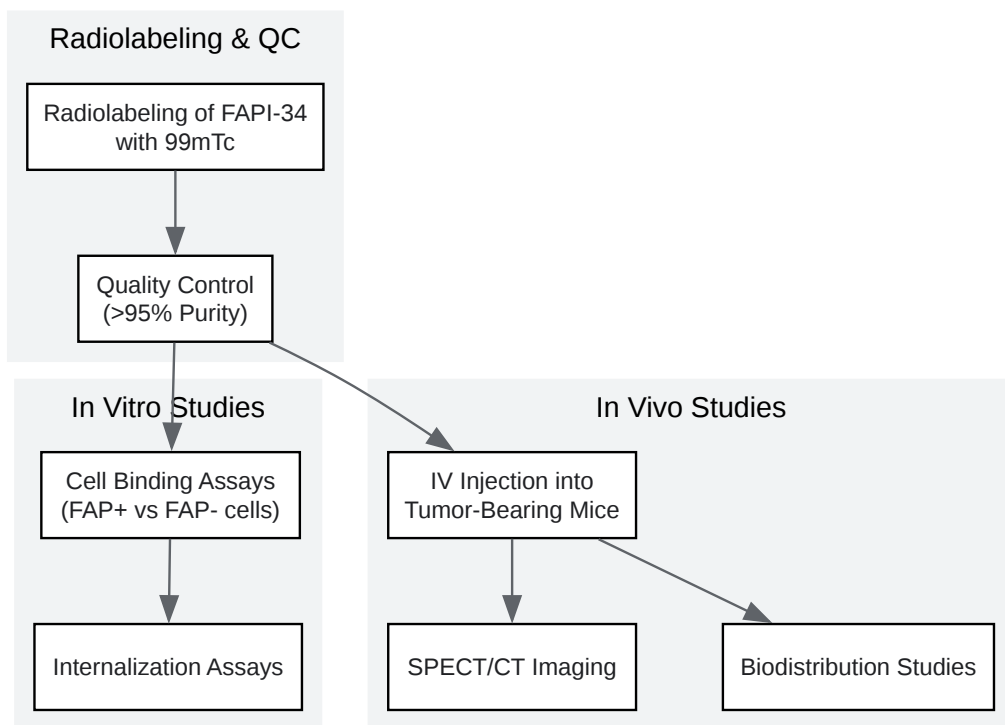 Radiolabeling & QC
Radiolabeling of FAPI-34
with 99mTc
Quality Control
(>95% Purity)
In Vitro Studies
Cell Binding Assays
(FAP+ vs FAP- cells)
Internalization Assays
In Vivo Studies
IV Injection into
Tumor-Bearing Mice
SPECT/CT Imaging
Biodistribution Studies